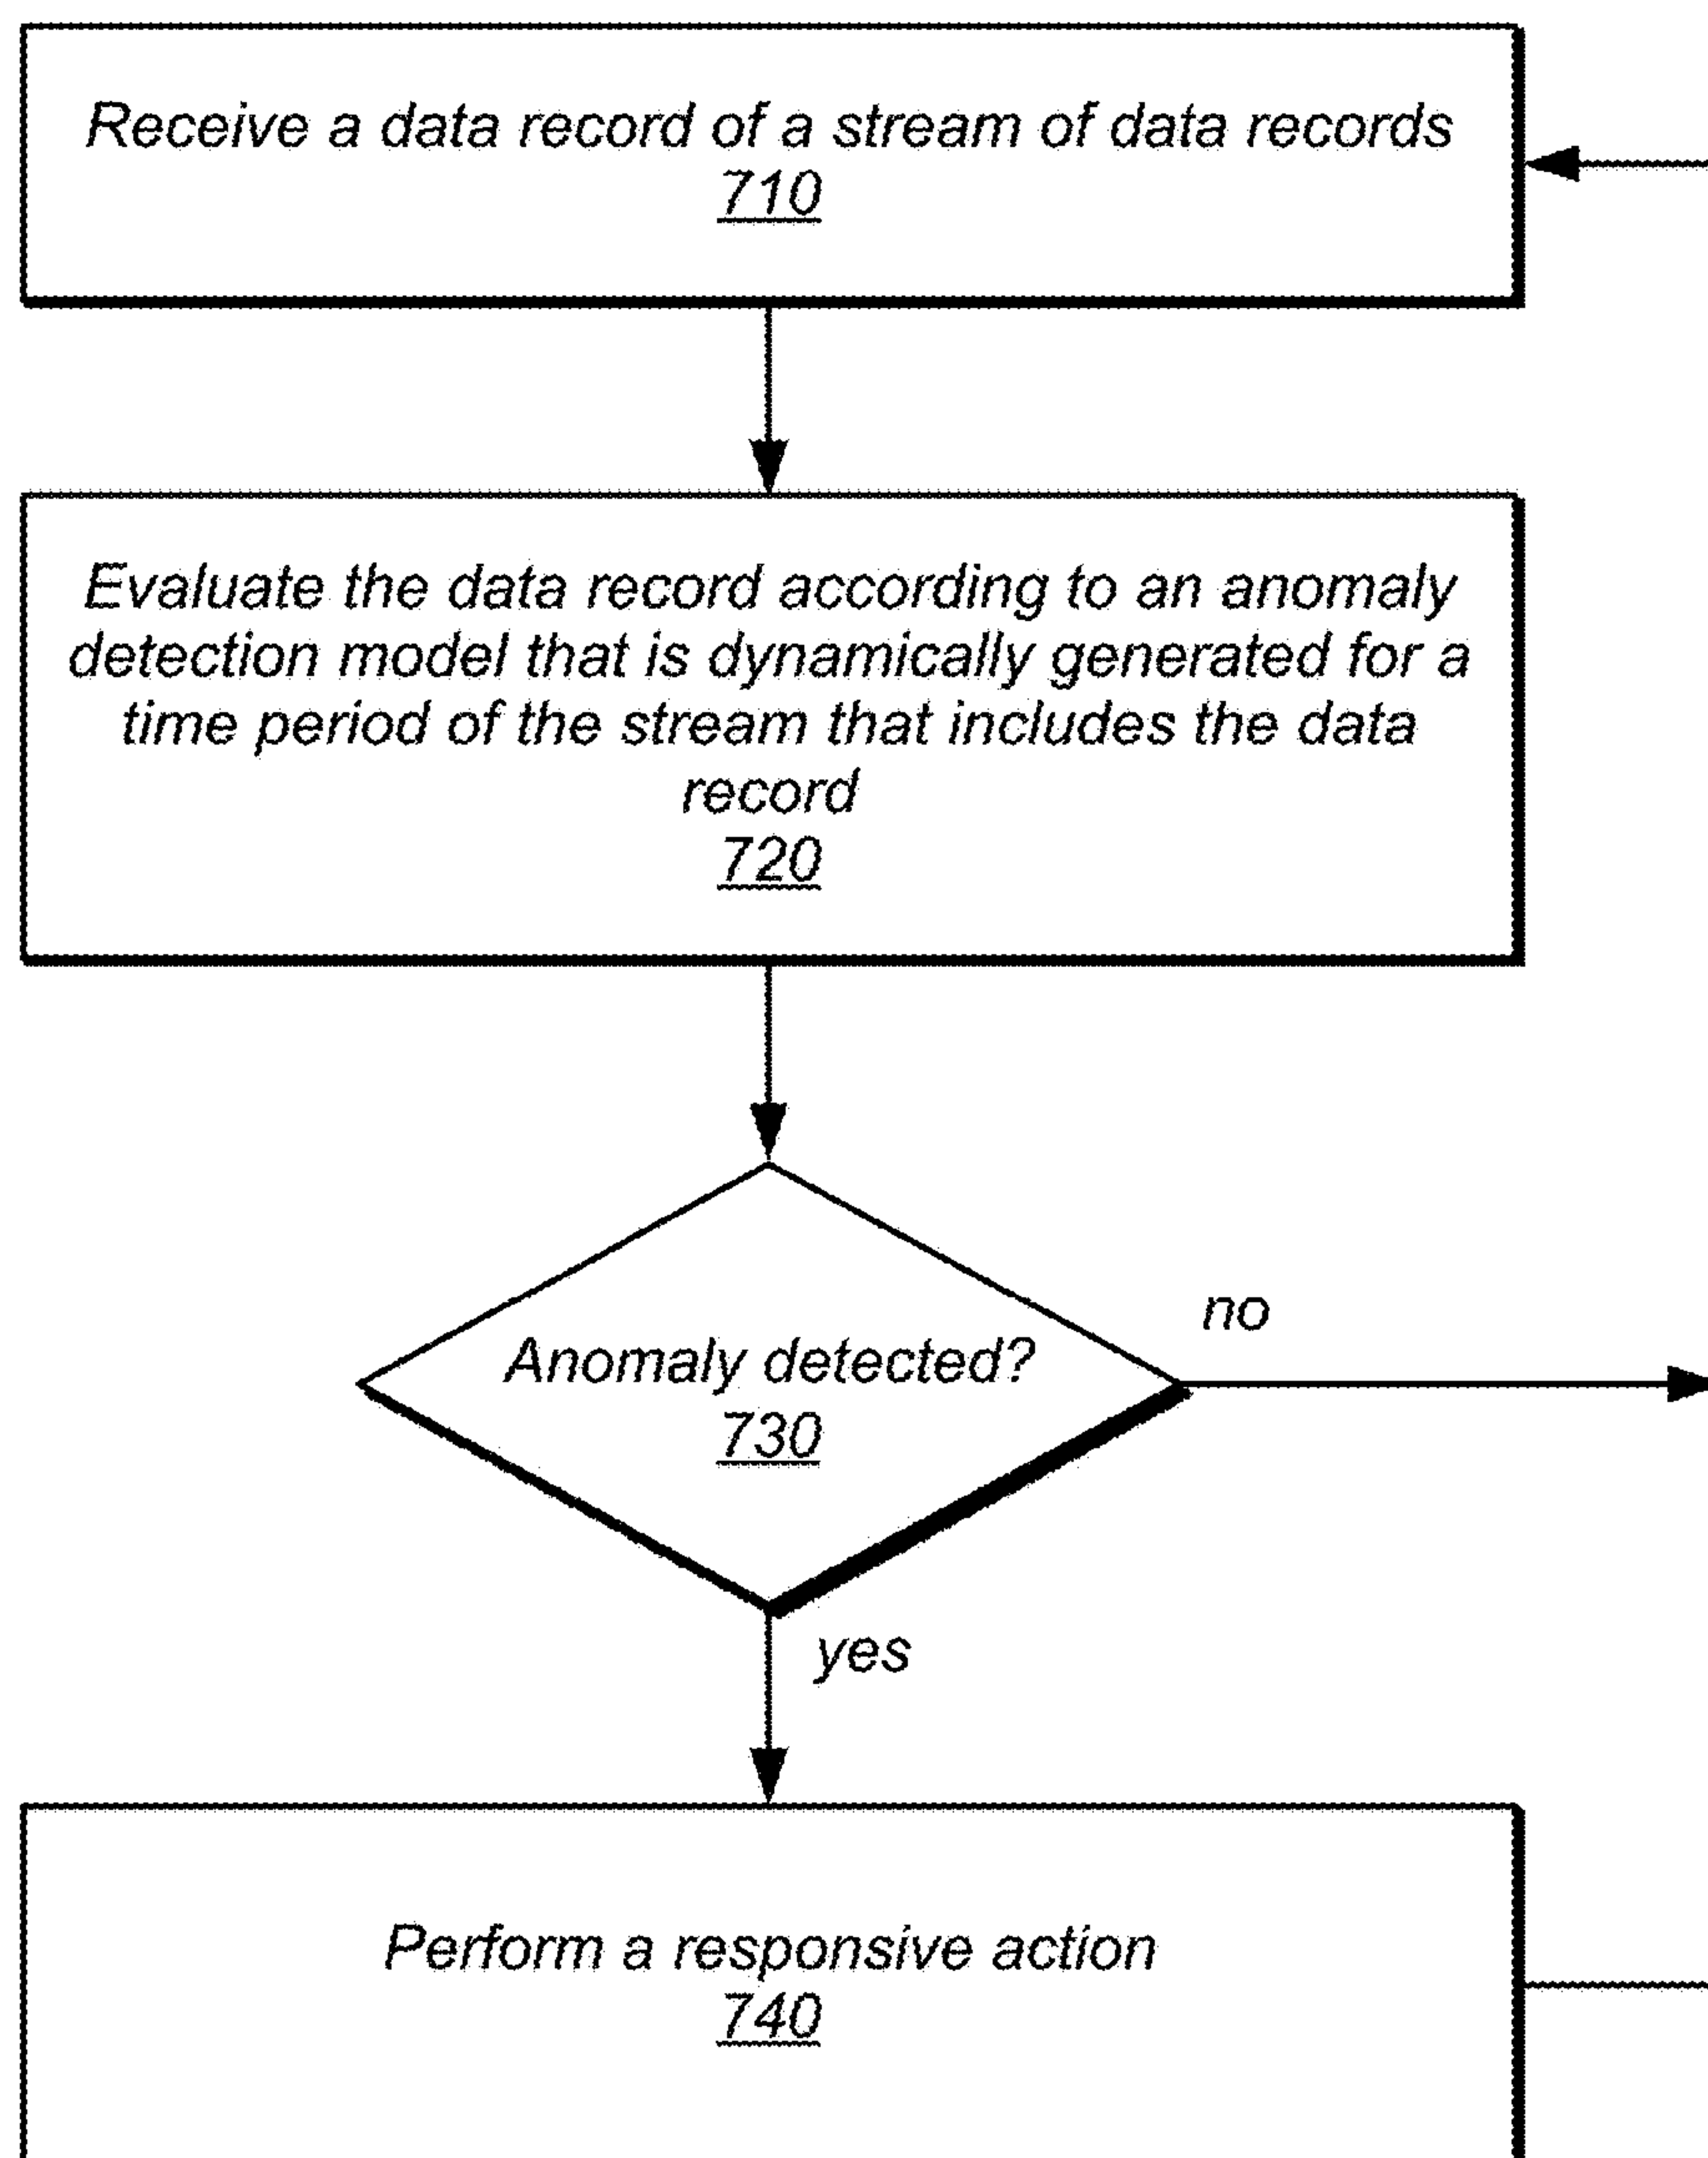 Receive a data record of a stream of data records
710
Evaluate the data record according to an anomaly
detection model that is dynamically generated for a
time period of the stream that includes the data
record
720
Anomaly detected?
730
no
yes
Perform a responsive action
740